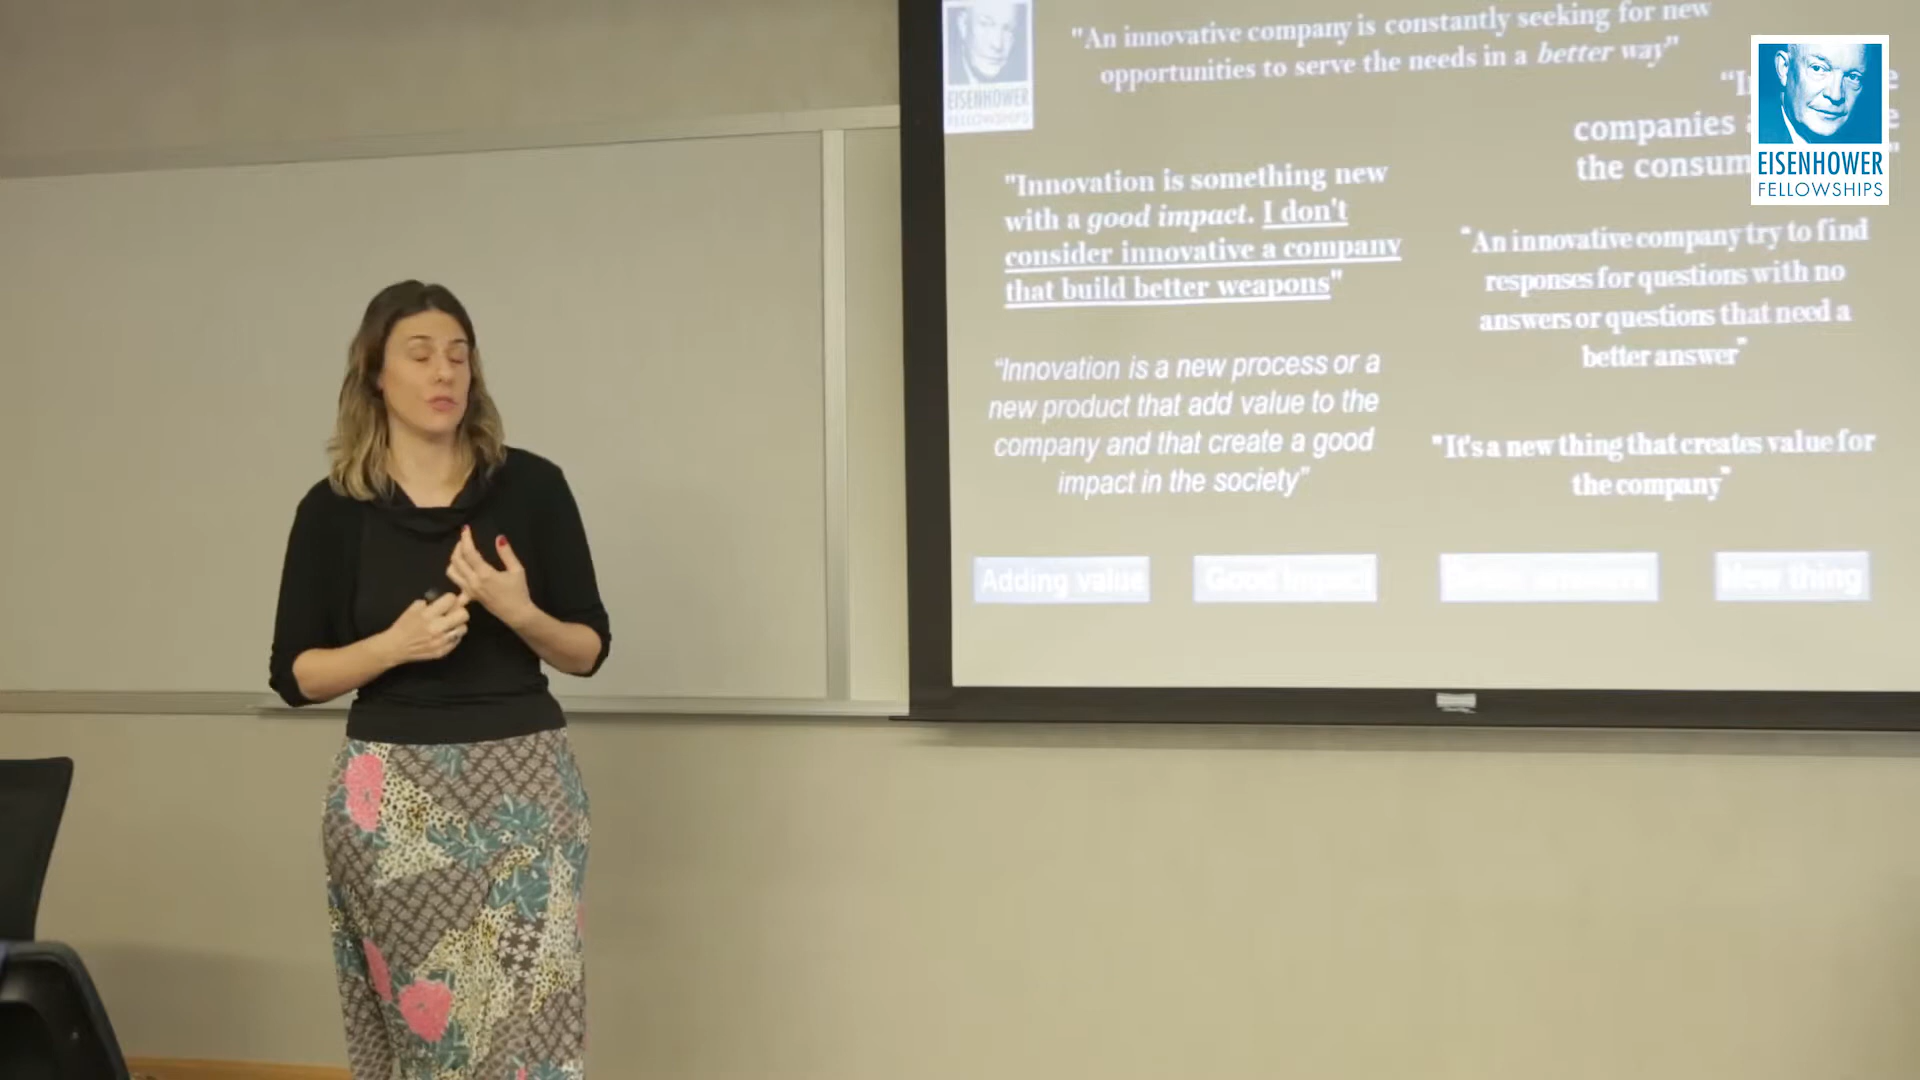 EISENHOWER
FELLOWSHIPS
"An innovative company is constantly seeking for new
opportunities to serve the needs in a better way"
EISENHOWER
FELLOWSHIPS
companies
the consum
"Innovation is something new
with a good impact. I don't
consider innovative a company
that build better weapons"
"An innovative company try to find
responses for questions with no
answers or questions that need a
better answer"
"Innovation is a new process or a
new product that add value to the
company and that create a good
impact in the society"
"It's a new thing that creates value for
the company"
Adding value
Good impact
New thing